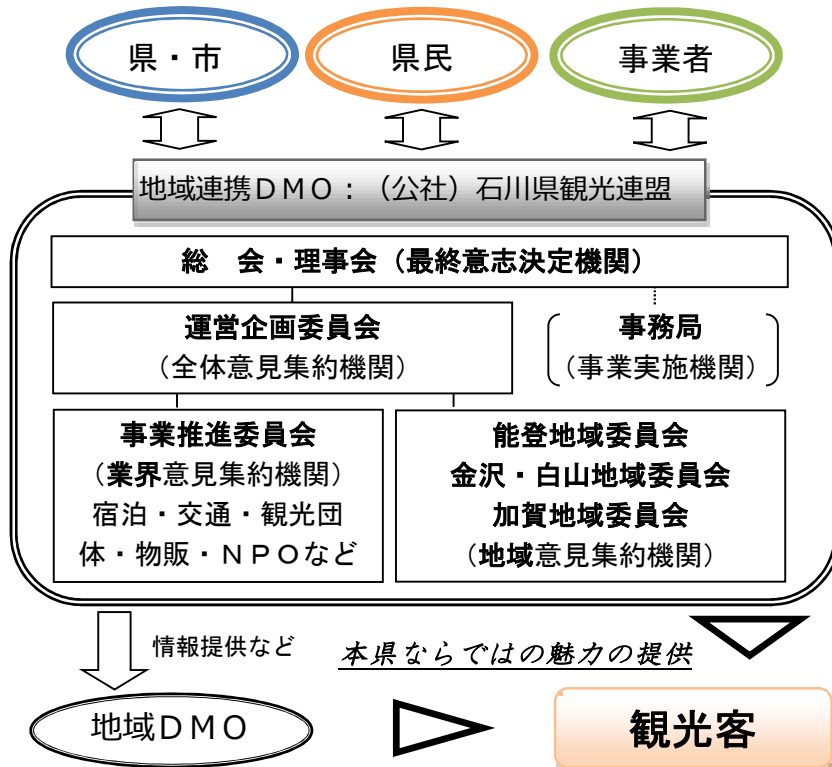 県・市
県民
事業者
地域連携DMO：（公社）石川県観光連盟
総　会・理事会（最終意志決定機関）
運営企画委員会
（全体意見集約機関）
事務局
（事業実施機関）
事業推進委員会
（業界意見集約機関）
宿泊・交通・観光団
体・物販・ＮＰＯなど
能登地域委員会
金沢・白山地域委員会
加賀地域委員会
（地域意見集約機関）
情報提供など
本県ならではの魅力の提供
地域DMO
観光客